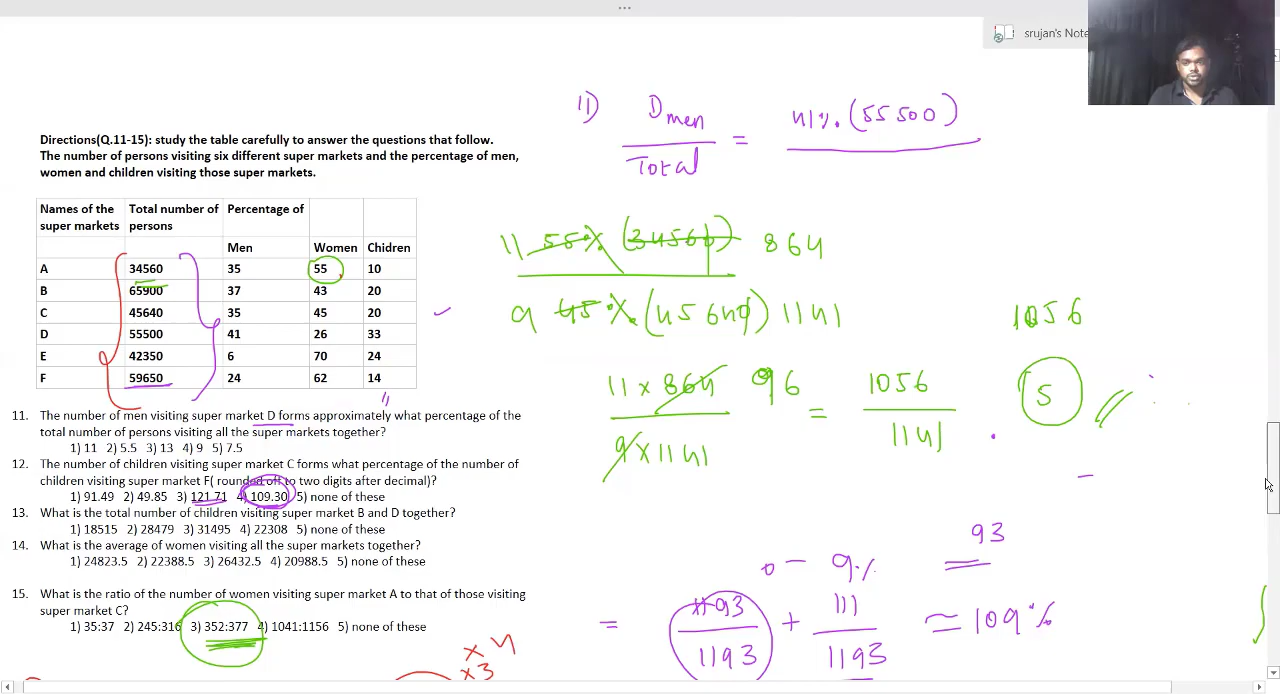 srujan's Note
Directions(Q.11-15): study the table carefully to answer the questions that follow.
The number of persons visiting six different super markets and the percentage of men,
women and children visiting those super markets.
Names of the super markets Total number of persons Percentage of
Men Women Chidren
A 34560 35 55 10
B 65900 37 43 20
C 45640 35 45 20
D 55500 41 26 33
E 42350 6 70 24
F 59650 24 62 14
11. The number of men visiting super market D forms approximately what percentage of the
total number of persons visiting all the super markets together?
1) 11 2) 5.5 3) 13 4) 9 5) 7.5
12. The number of children visiting super market C forms what percentage of the number of
children visiting super market F( rounded off to two digits after decimal)?
1) 91.49 2) 49.85 3) 121.71 4) 109.30 5) none of these
13. What is the total number of children visiting super market B and D together?
1) 18515 2) 28479 3) 31495 4) 22308 5) none of these
14. What is the average of women visiting all the super markets together?
1) 24823.5 2) 22388.5 3) 26432.5 4) 20988.5 5) none of these
15. What is the ratio of the number of women visiting super market A to that of those visiting
super market C?
1) 35:37 2) 245:316 3) 352:377 4) 1041:1156 5) none of these
11) Dmen / Total = 41%. (55500)
11 55% (34560) 864
9 45%. (45640) 1141
1056
11 x 864 96 = 1056 5
9 x 1141 1141
93
0 - 9%
= 1193 + 111 ≈ 109%
1193 1193
x 4
x 3